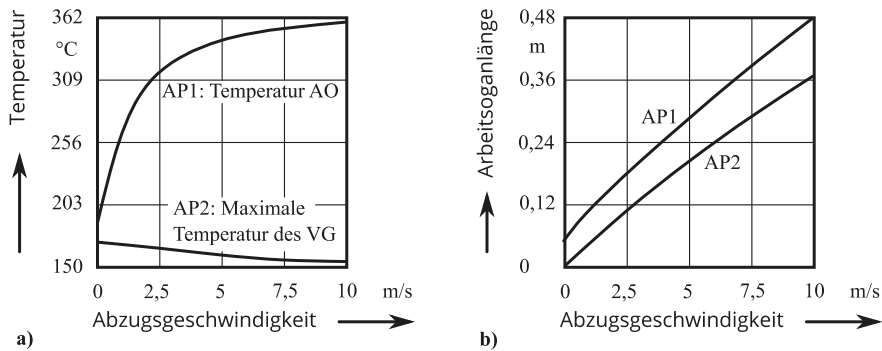 Temperatur
362
°C
309
256
203
150
AP1: Temperatur AO
AP2: Maximale
Temperatur des VG
0 2,5 5 7,5 10 m/s
Abzugsgeschwindigkeit
a)
Arbeitsoganlänge
0,48
m
0,36
0,24
0,12
0
AP1
AP2
0 2,5 5 7,5 10 m/s
Abzugsgeschwindigkeit
b)